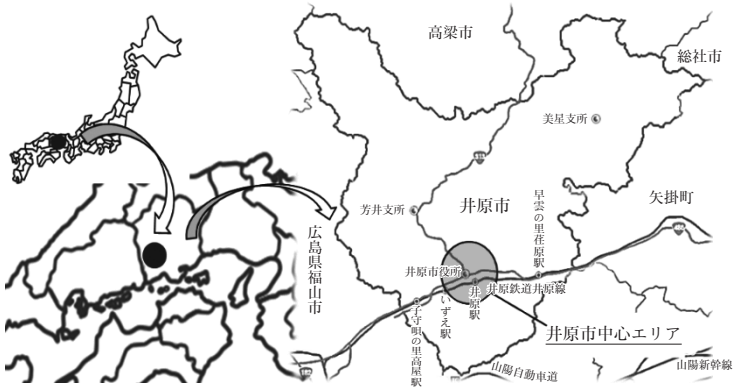 高梁市
総社市
美星支所
芳井支所
井原市
早雲の里荏原駅
矢掛町
広島県福山市
井原市役所
井原駅
井原鉄道井原線
いずえ駅
子守唄の里高屋駅
井原市中心エリア
山陽自動車道
山陽新幹線